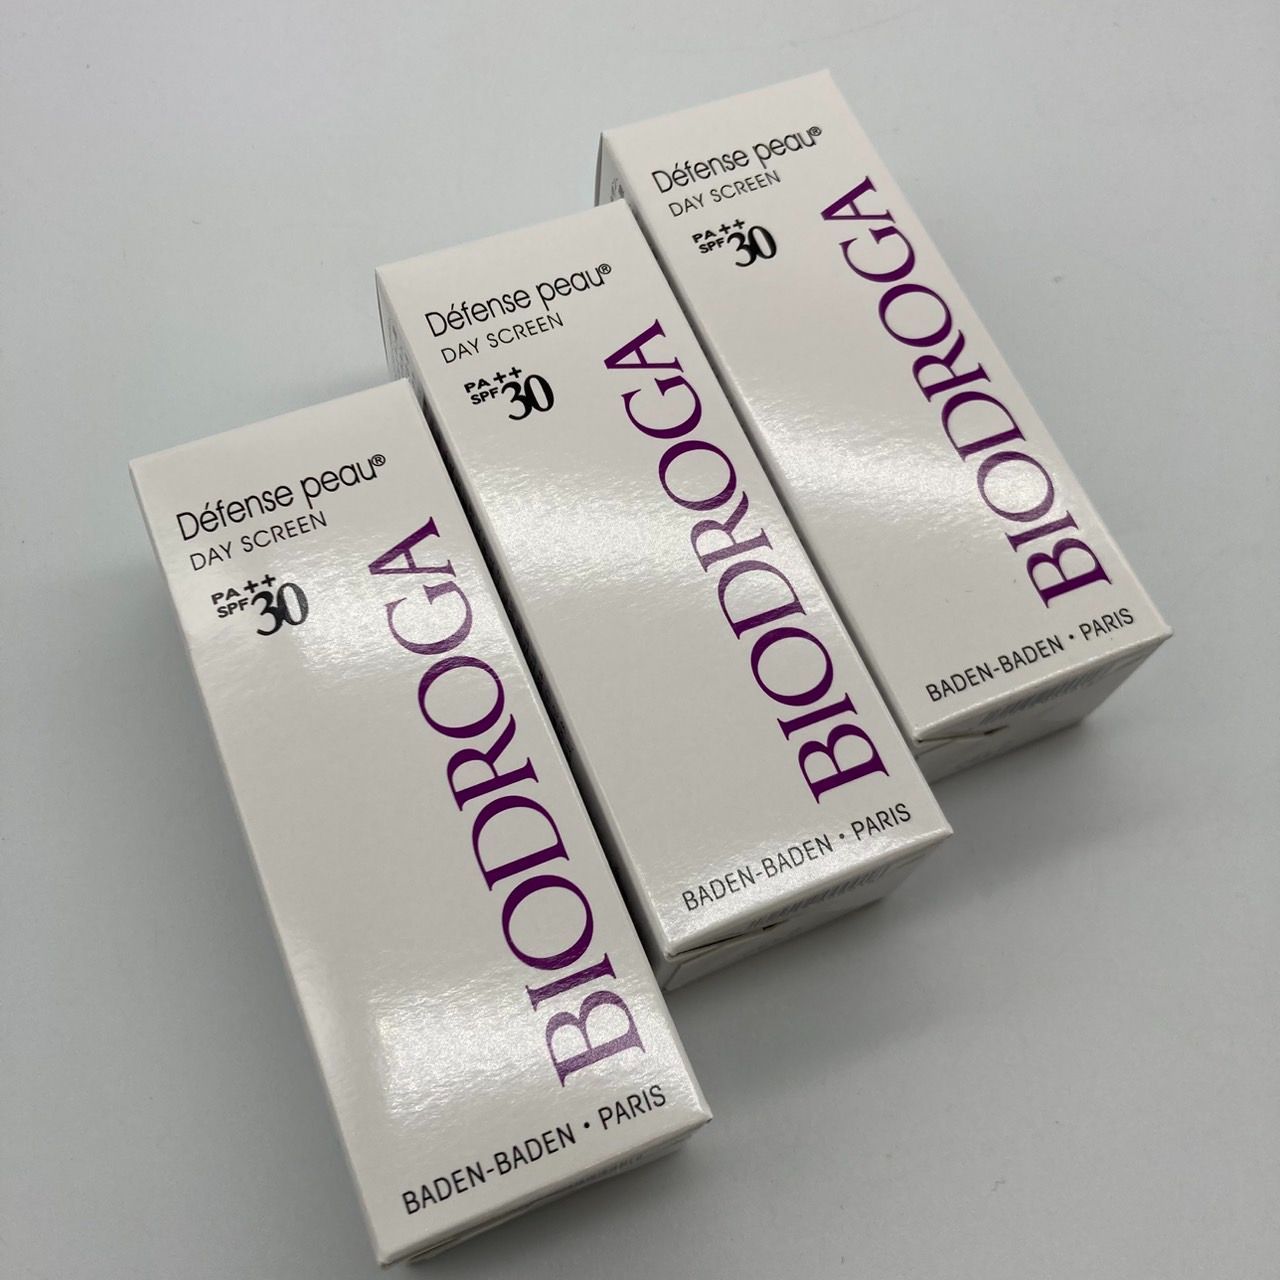 Défense peau®
DAY SCREEN
PA++
SPF30
BIODROGA
BADEN-BADEN • PARIS
Défense peau®
DAY SCREEN
PA++
SPF30
BIODROGA
BADEN-BADEN • PARIS
Défense peau®
DAY SCREEN
PA++
SPF30
BIODROGA
BADEN-BADEN • PARIS